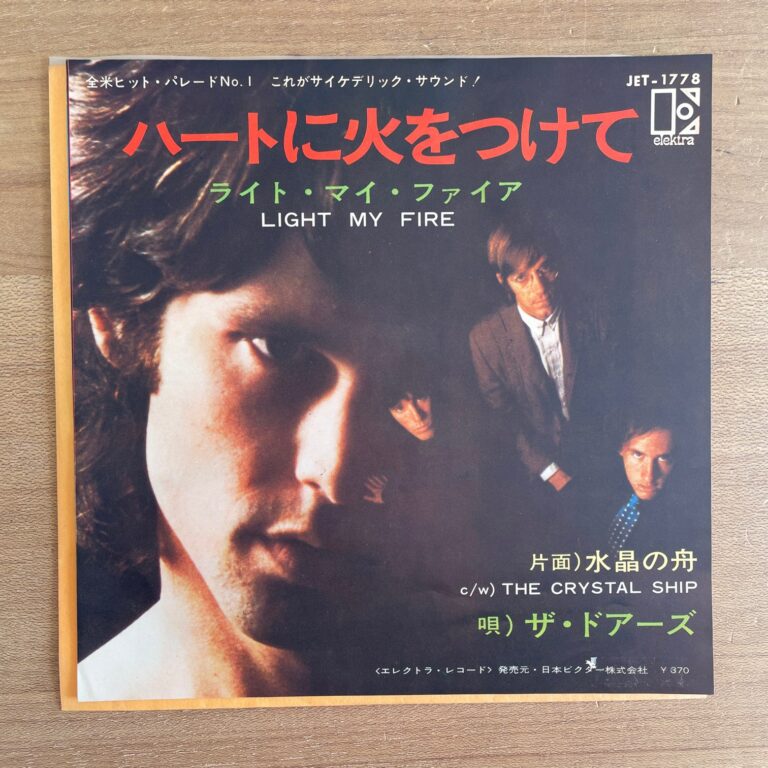 全米ヒット・パレードNo.1 これがサイケデリック・サウンド!
JET-1778
elektra
ハートに火をつけて
ライト・マイ・ファイア
LIGHT MY FIRE
片面)水晶の舟
c/w) THE CRYSTAL SHIP
唄)ザ・ドアーズ
〈エレクトラ・レコード〉発売元・日本ビクター株式会社 ¥370